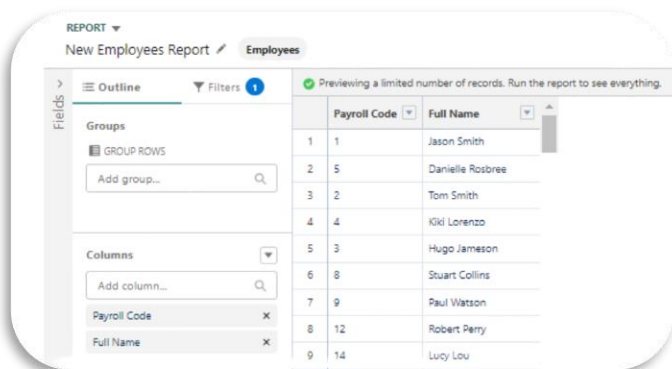 REPORT
New Employees Report Employees
Fields
Outline Filters 1
Groups
GROUP ROWS
Add group...
Columns
Add column...
Payroll Code
Full Name
Previewing a limited number of records. Run the report to see everything.
Payroll Code Full Name
1 1 Jason Smith
2 5 Danielle Rosbree
3 2 Tom Smith
4 4 Kiki Lorenzo
5 3 Hugo Jameson
6 8 Stuart Collins
7 9 Paul Watson
8 12 Robert Perry
9 14 Lucy Lou